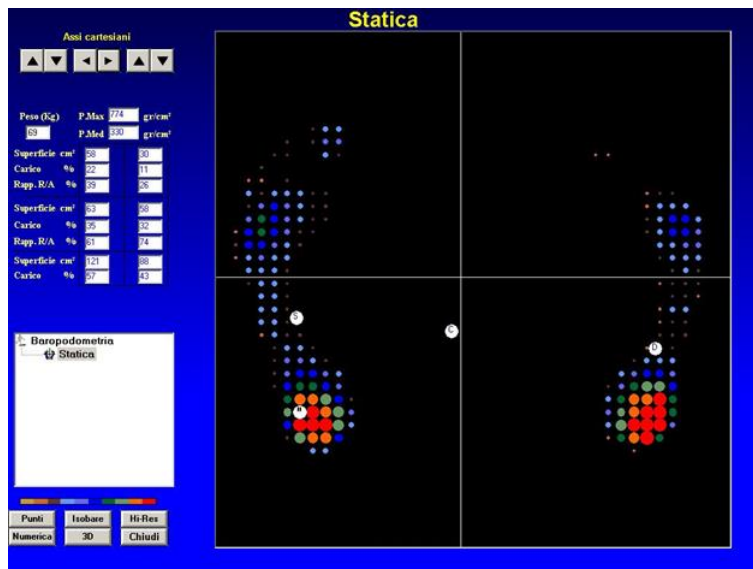 Statica
Assi cartesiani
Peso (Kg) P.Max 774 gr/cm²
69 P.Med 330 gr/cm²
Superficie cm² 58 30
Carico % 22 11
Rapp. R/A % 39 26
Superficie cm² 63 58
Carico % 35 32
Rapp. R/A % 61 74
Superficie cm² 121 88
Carico % 57 43
S
C
D
Baropodometria
Statica
M
Punti Isobare Hi-Res
Numerica 3D Chiudi